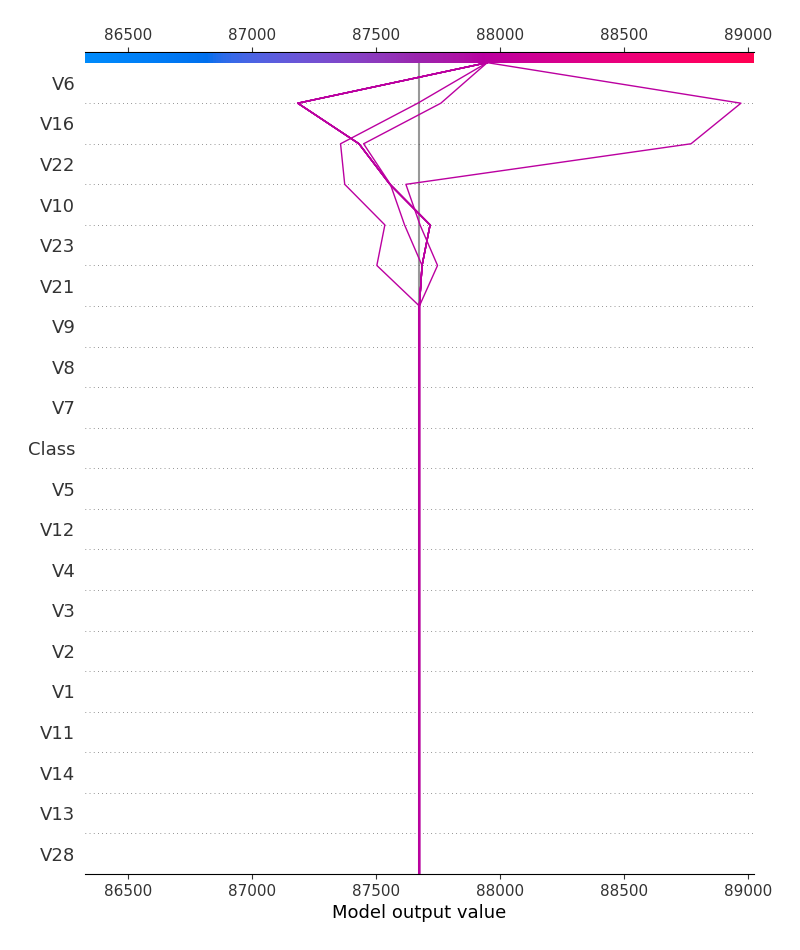 86500 87000 87500 88000 88500 89000
V6
V16
V22
V10
V23
V21
V9
V8
V7
Class
V5
V12
V4
V3
V2
V1
V11
V14
V13
V28
86500 87000 87500 88000 88500 89000
Model output value